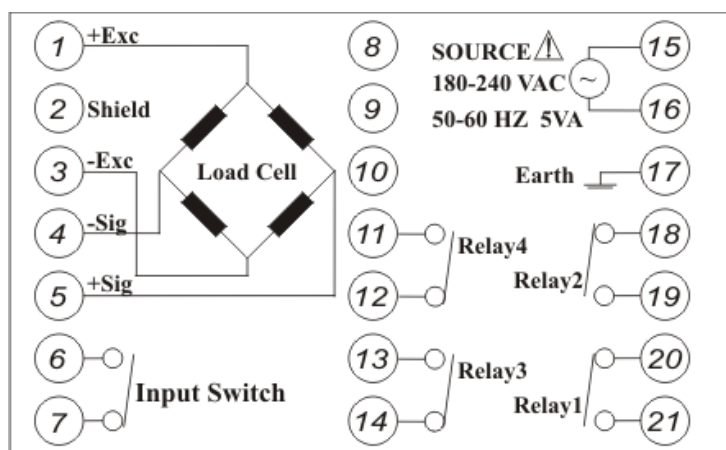 1 +Exc
2 Shield
3 -Exc
4 -Sig
5 +Sig
Load Cell
6
7
Input Switch
8
9
10
11
12
Relay4
13
14
Relay3
SOURCE
180-240 VAC
50-60 HZ 5VA
~
15
16
Earth
17
18
19
Relay2
20
21
Relay1